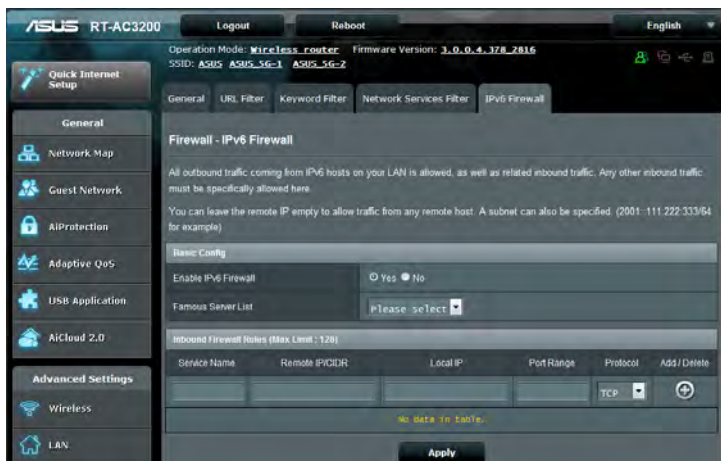 ASUS RT-AC3200 Logout Reboot English
Operation Mode: Wireless router Firmware Version: 3.0.0.4.378_2816
SSID: ASUS ASUS_5G-1 ASUS_5G-2
Quick Internet Setup
General
Network Map
Guest Network
AiProtection
Adaptive QoS
USB Application
AiCloud 2.0
Advanced Settings
Wireless
LAN
General URL Filter Keyword Filter Network Services Filter IPv6 Firewall
Firewall - IPv6 Firewall
All outbound traffic coming from IPv6 hosts on your LAN is allowed, as well as related inbound traffic. Any other inbound traffic
must be specifically allowed here.
You can leave the remote IP empty to allow traffic from any remote host. A subnet can also be specified. (2001::111:222:333/64
for example)
Basic Config
Enable IPv6 Firewall Yes No
Famous Server List Please select
Inbound Firewall Rules (Max Limit : 128)
Service Name Remote IP/CIDR Local IP Port Range Protocol Add / Delete
TCP
No data in table.
Apply